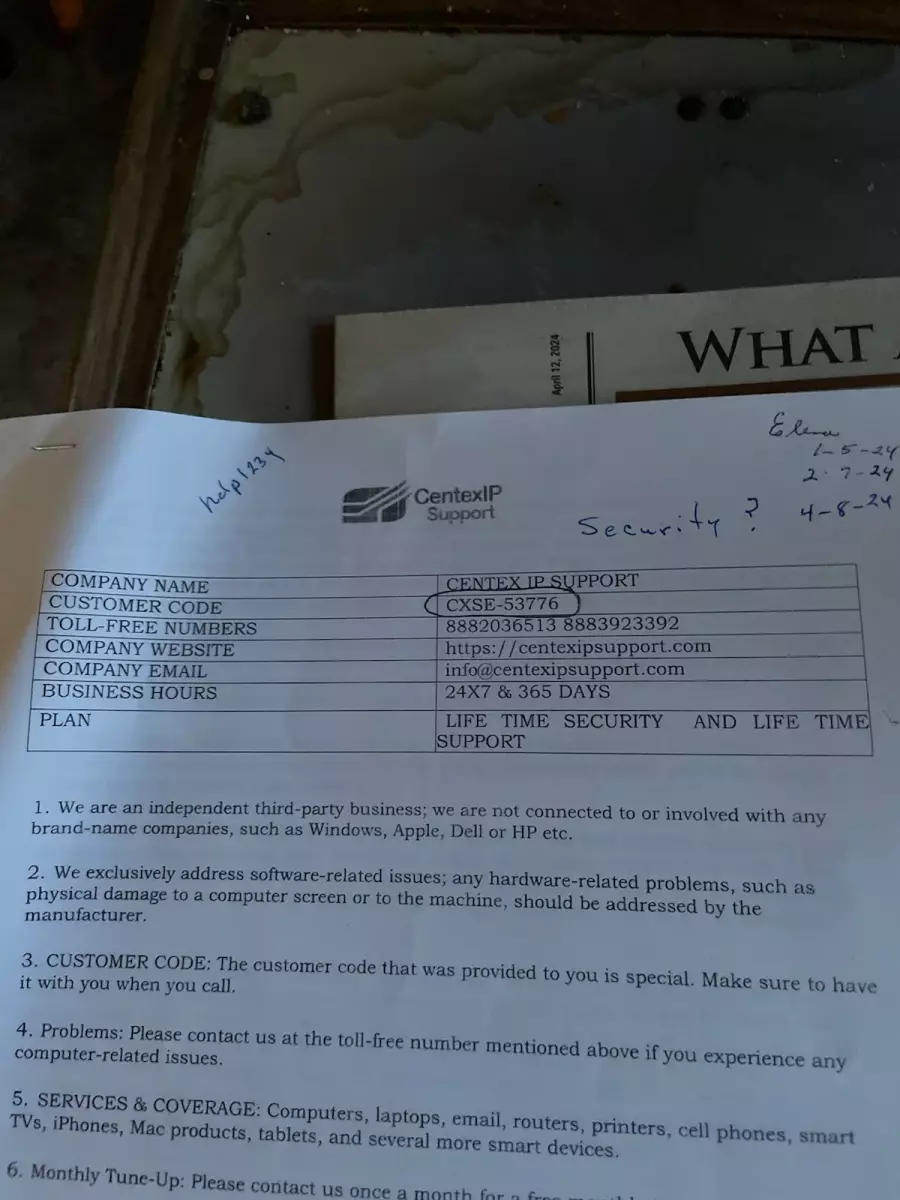 WHAT
April 12, 2024
Elena
1-5-24
2-7-24
4-8-24
help1234
CentexIP
Support
Security?
COMPANY NAME CENTEX IP SUPPORT
CUSTOMER CODE CXSE-53776
TOLL-FREE NUMBERS 8882036513 8883923392
COMPANY WEBSITE https://centexipsupport.com
COMPANY EMAIL info@centexipsupport.com
BUSINESS HOURS 24X7 & 365 DAYS
PLAN LIFE TIME SECURITY AND LIFE TIME
SUPPORT
1. We are an independent third-party business; we are not connected to or involved with any
brand-name companies, such as Windows, Apple, Dell or HP etc.
2. We exclusively address software-related issues; any hardware-related problems, such as
physical damage to a computer screen or to the machine, should be addressed by the
manufacturer.
3. CUSTOMER CODE: The customer code that was provided to you is special. Make sure to have
it with you when you call.
4. Problems: Please contact us at the toll-free number mentioned above if you experience any
computer-related issues.
5. SERVICES & COVERAGE: Computers, laptops, email, routers, printers, cell phones, smart
TVs, iPhones, Mac products, tablets, and several more smart devices.
6. Monthly Tune-Up: Please contact us once a month for a free